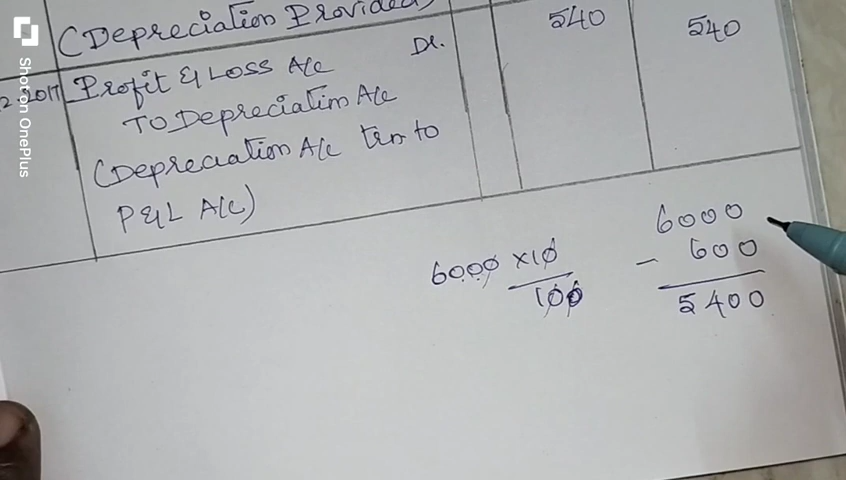 (Depreciation Provided)
540
540
2017 Profit & Loss A/c Dr.
TO Depreciation A/c
(Depreciation A/c trn to
P&L A/c)
6000 ×10
100
6000
- 600
5400
Shot on OnePlus